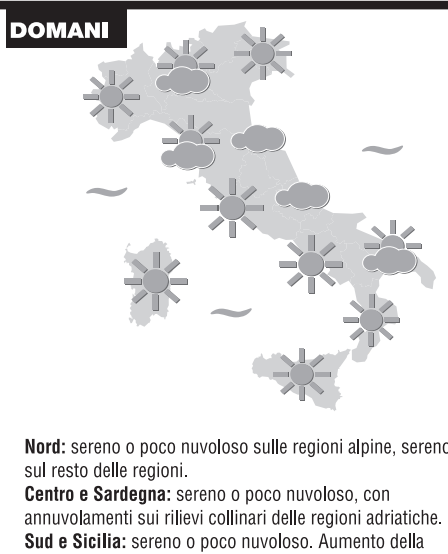 DOMANI
Nord: sereno o poco nuvoloso sulle regioni alpine, sereno
sul resto delle regioni.
Centro e Sardegna: sereno o poco nuvoloso, con
annuvolamenti sui rilievi collinari delle regioni adriatiche.
Sud e Sicilia: sereno o poco nuvoloso. Aumento della